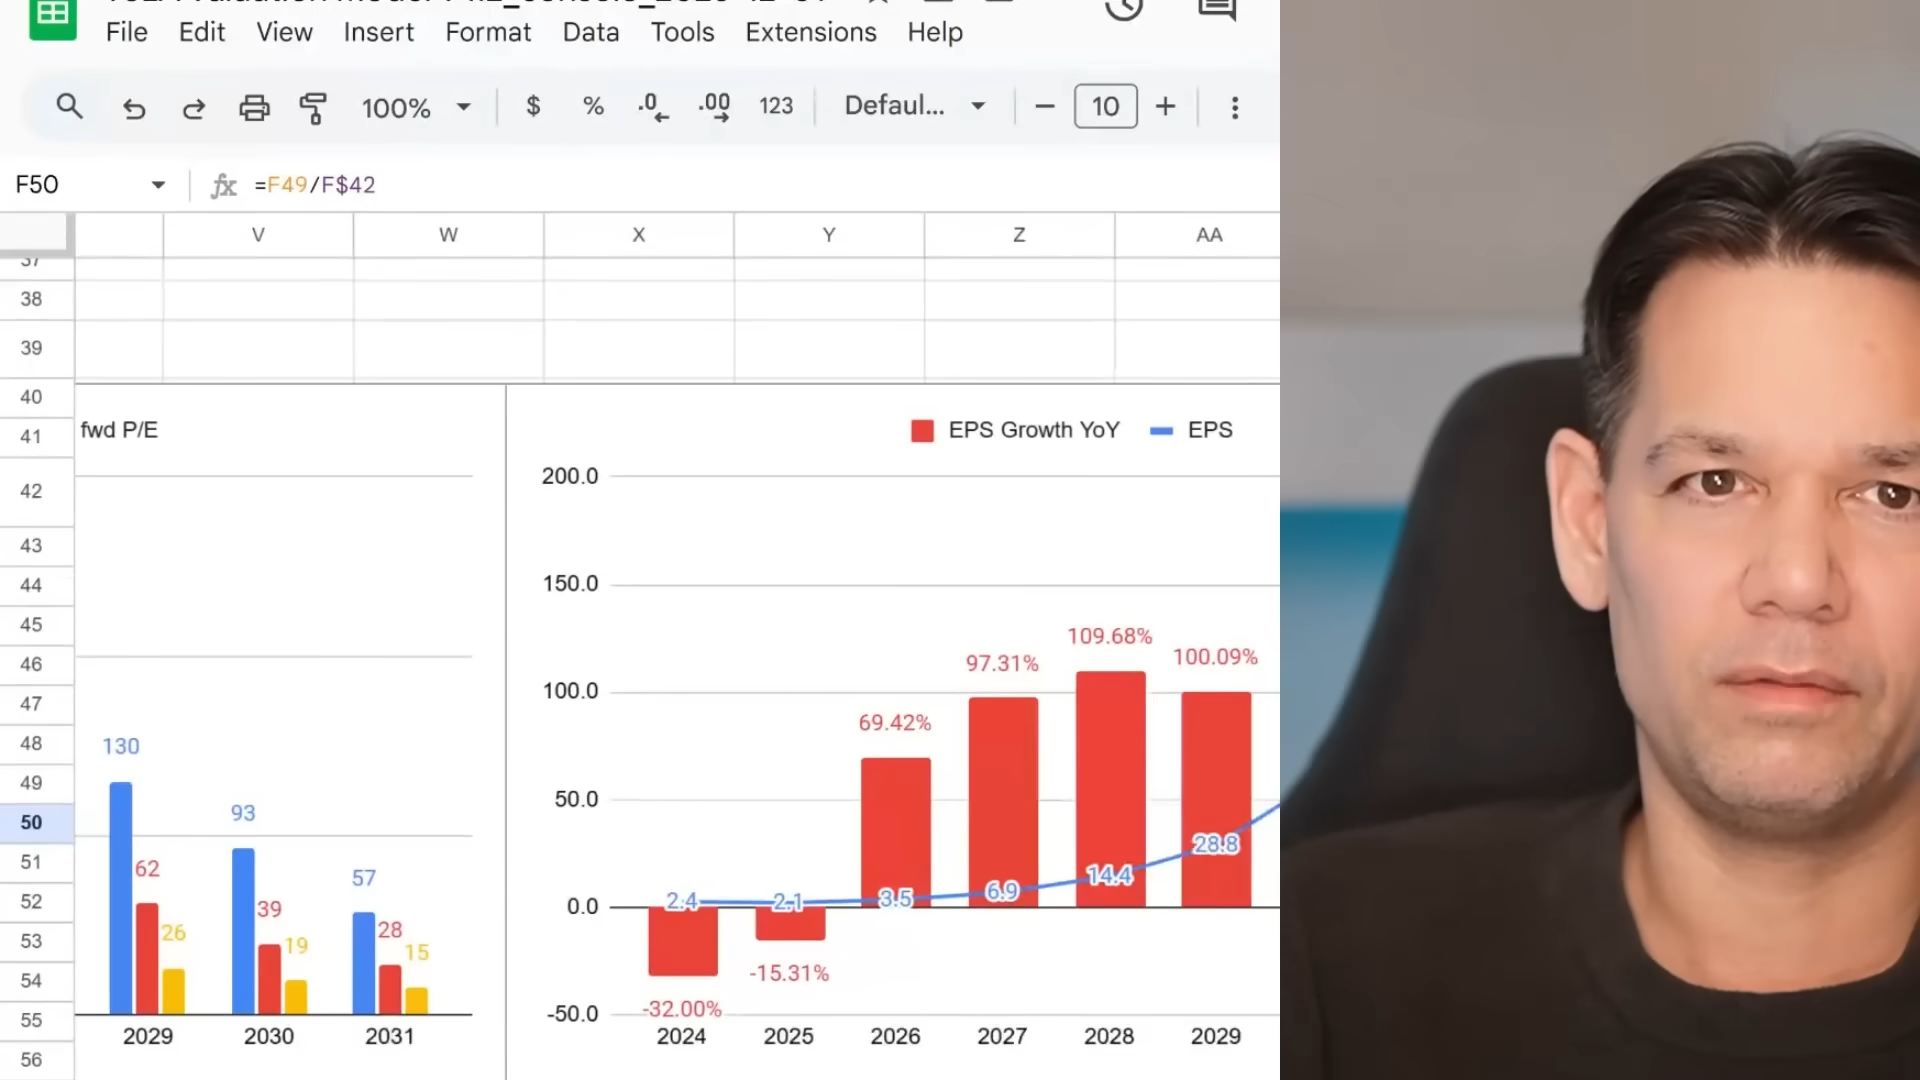 File Edit View Insert Format Data Tools Extensions Help
100% $ % .0 .00 123 Defaul... 10
F50 fx =F49/F$42
V W X Y Z AA
37
38
39
40
41
42
43
44
45
46
47
48
49
50
51
52
53
54
55
56
fwd P/E
130 62 26
93 39 19
57 28 15
2029 2030 2031
EPS Growth YoY EPS
200.0
150.0
100.0
50.0
0.0
-50.0
-32.00% -15.31% 69.42% 97.31% 109.68% 100.09%
2.4 2.1 3.5 6.9 14.4 28.8
2024 2025 2026 2027 2028 2029